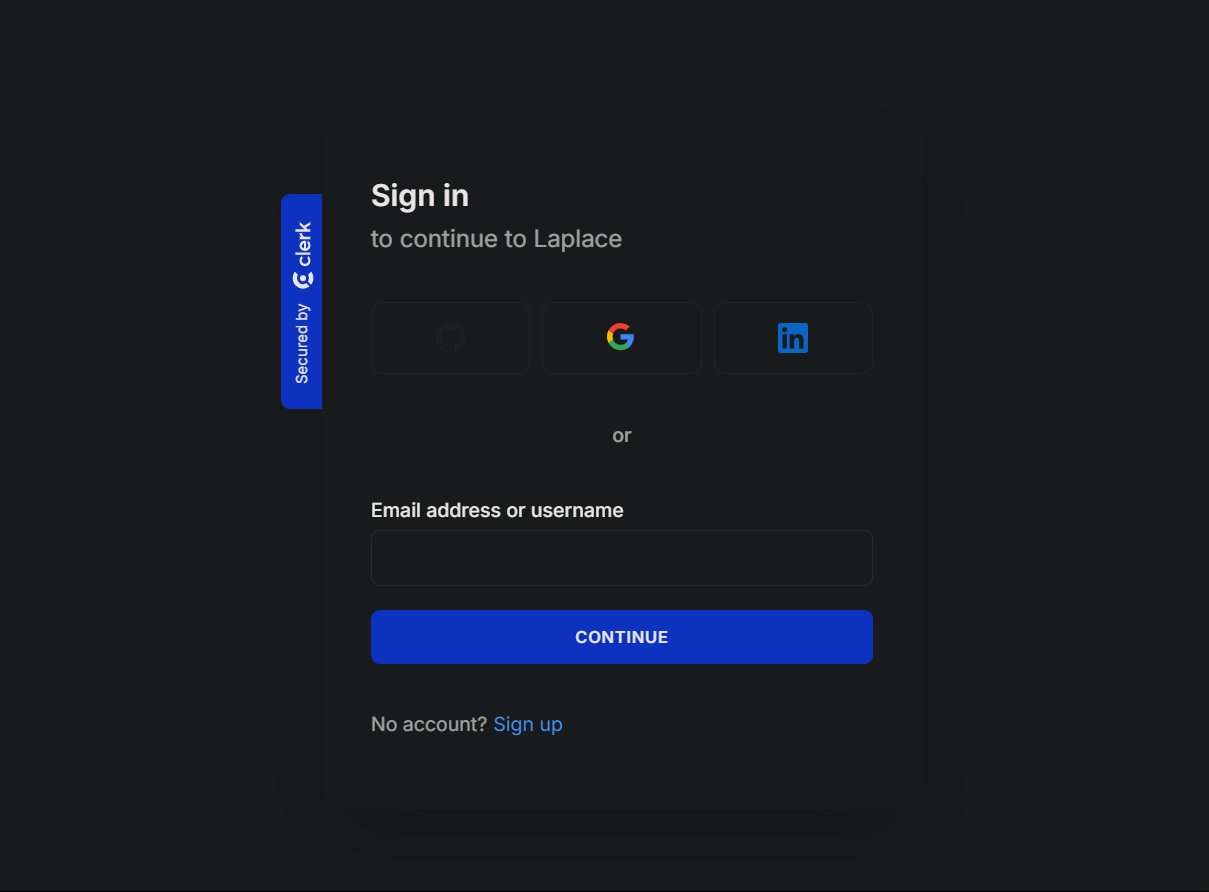 Sign in
to continue to Laplace
Secured by clerk
in
or
Email address or username
CONTINUE
No account? Sign up